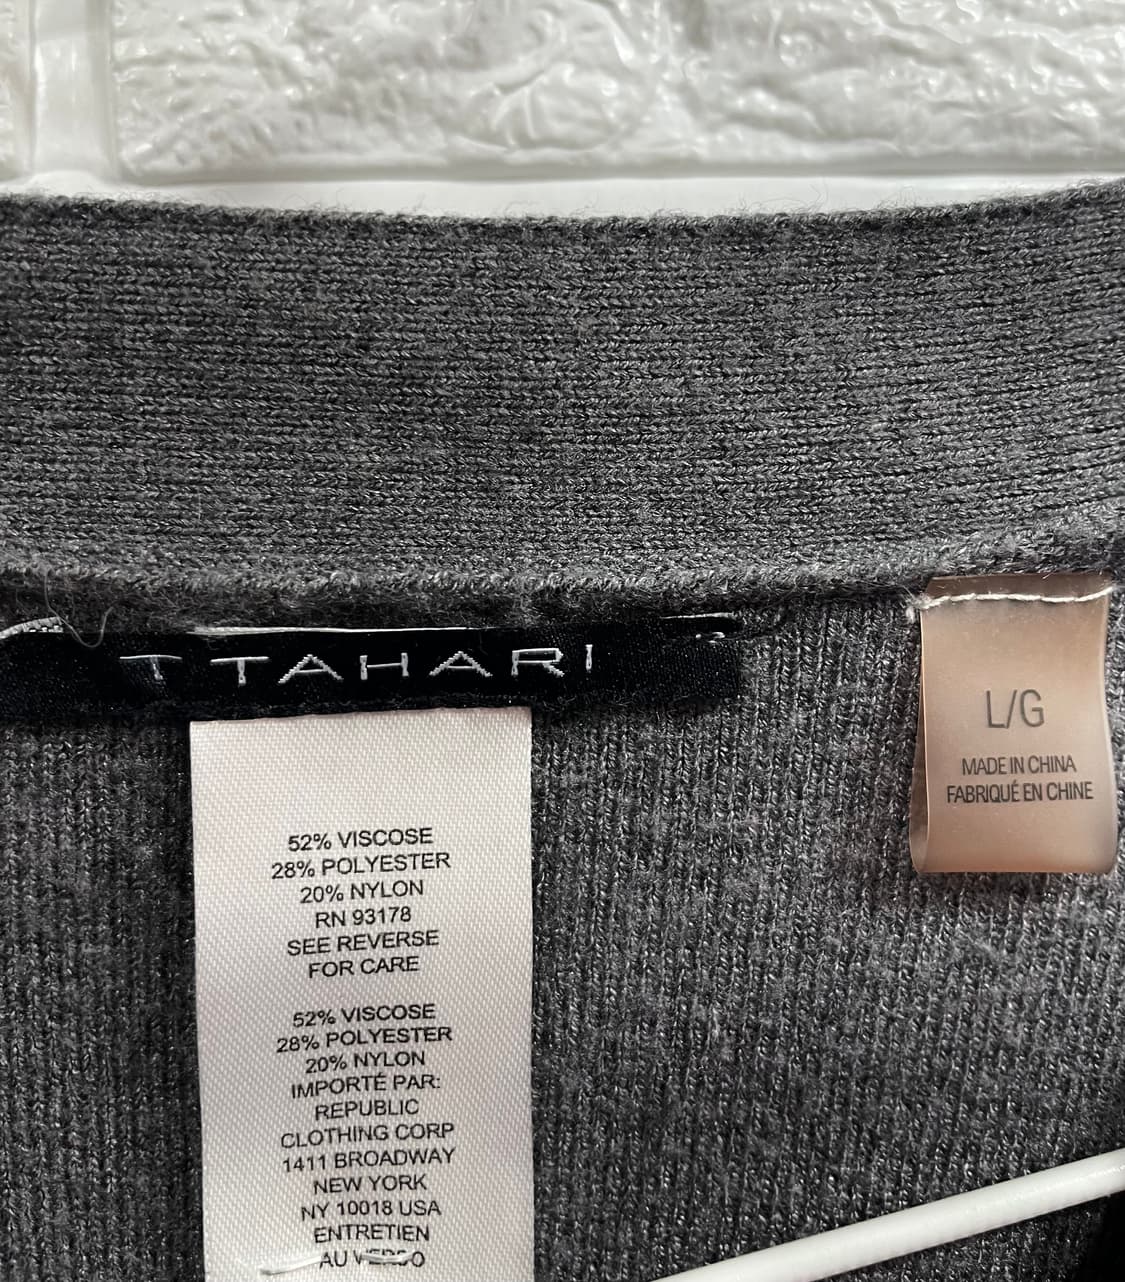 T TAHARI
L/G
MADE IN CHINA
FABRIQUÉ EN CHINE
52% VISCOSE
28% POLYESTER
20% NYLON
RN 93178
SEE REVERSE
FOR CARE
52% VISCOSE
28% POLYESTER
20% NYLON
IMPORTÉ PAR:
REPUBLIC
CLOTHING CORP
1411 BROADWAY
NEW YORK
NY 10018 USA
ENTRETIEN
AU VERSO